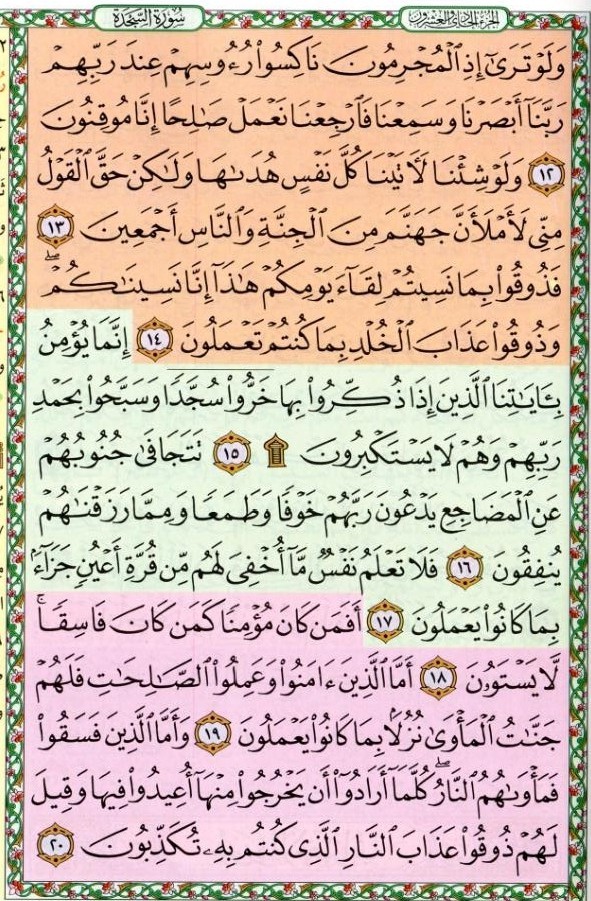 الجزء الحادي والعشرون
سورة السجدة
وَلَوْ تَرَىٰٓ إِذِ ٱلْمُجْرِمُونَ نَاكِسُوا۟ رُءُوسِهِمْ عِندَ رَبِّهِمْ
رَبَّنَآ أَبْصَرْنَا وَسَمِعْنَا فَٱرْجِعْنَا نَعْمَلْ صَٰلِحًا إِنَّا مُوقِنُونَ
١٢ وَلَوْ شِئْنَا لَءَاتَيْنَا كُلَّ نَفْسٍ هُدَىٰهَا وَلَٰكِنْ حَقَّ ٱلْقَوْلُ
مِنِّى لَأَمْلَأَنَّ جَهَنَّمَ مِنَ ٱلْجِنَّةِ وَٱلنَّاسِ أَجْمَعِينَ ١٣
فَذُوقُوا۟ بِمَا نَسِيتُمْ لِقَآءَ يَوْمِكُمْ هَٰذَآ إِنَّا نَسِينَٰكُمْ ۖ
وَذُوقُوا۟ عَذَابَ ٱلْخُلْدِ بِمَا كُنتُمْ تَعْمَلُونَ ١٤ إِنَّمَا يُؤْمِنُ
بِـَٔايَٰتِنَا ٱلَّذِينَ إِذَا ذُكِّرُوا۟ بِهَا خَرُّوا۟ سُجَّدًا وَسَبَّحُوا۟ بِحَمْدِ
رَبِّهِمْ وَهُمْ لَا يَسْتَكْبِرُونَ ۩ ١٥ تَتَجَافَىٰ جُنُوبُهُمْ
عَنِ ٱلْمَضَاجِعِ يَدْعُونَ رَبَّهُمْ خَوْفًا وَطَمَعًا وَمِمَّا رَزَقْنَٰهُمْ
يُنفِقُونَ ١٦ فَلَا تَعْلَمُ نَفْسٌ مَّآ أُخْفِىَ لَهُم مِّن قُرَّةِ أَعْيُنٍ جَزَآءًۢ
بِمَا كَانُوا۟ يَعْمَلُونَ ١٧ أَفَمَن كَانَ مُؤْمِنًا كَمَن كَانَ فَاسِقًا ۚ
لَّا يَسْتَوُۥنَ ١٨ أَمَّا ٱلَّذِينَ ءَامَنُوا۟ وَعَمِلُوا۟ ٱلصَّٰلِحَٰتِ فَلَهُمْ
جَنَّٰتُ ٱلْمَأْوَىٰ نُزُلًۢا بِمَا كَانُوا۟ يَعْمَلُونَ ١٩ وَأَمَّا ٱلَّذِينَ فَسَقُوا۟
فَمَأْوَىٰهُمُ ٱلنَّارُ ۖ كُلَّمَآ أَرَادُوٓا۟ أَن يَخْرُجُوا۟ مِنْهَآ أُعِيدُوا۟ فِيهَا وَقِيلَ
لَهُمْ ذُوقُوا۟ عَذَابَ ٱلنَّارِ ٱلَّذِى كُنتُم بِهِۦ تُكَذِّبُونَ ٢٠